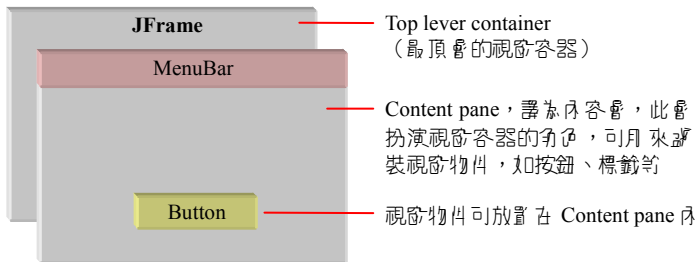 JFrame
MenuBar
Button
Top lever container
（最頂層的視窗容器）
Content pane，譯為內容層，此層
扮演視窗容器的角色，可用來
裝視窗物件，如按鈕、標籤等
視窗物件可放置在 Content pane 內